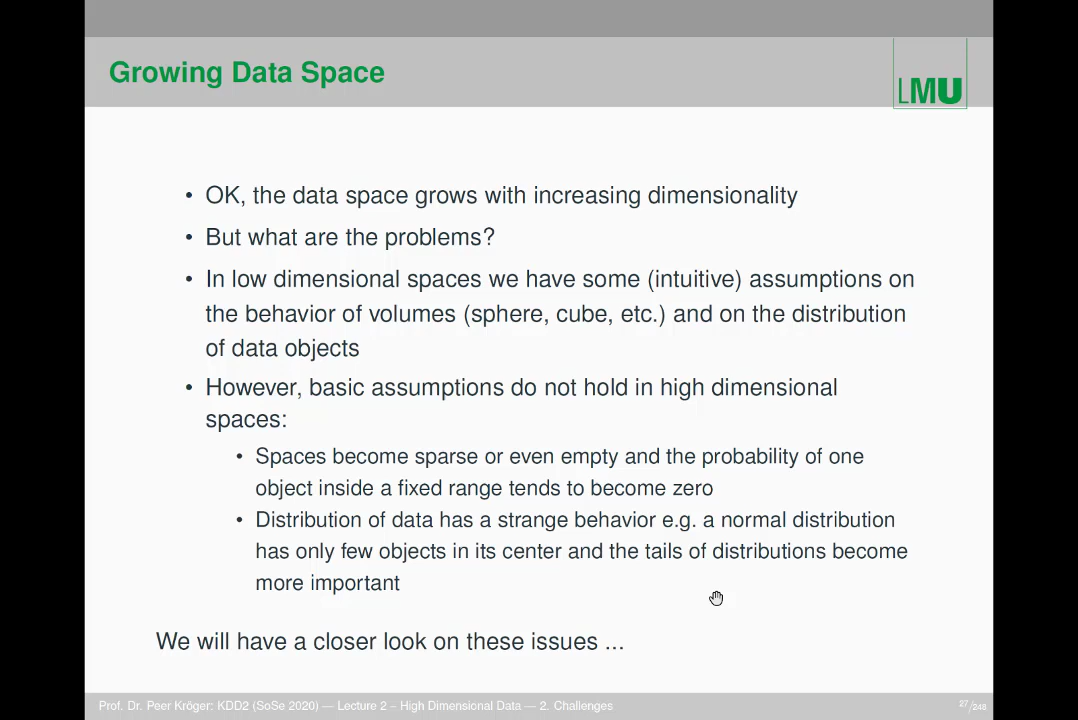 Growing Data Space
LMU
• OK, the data space grows with increasing dimensionality
• But what are the problems?
• In low dimensional spaces we have some (intuitive) assumptions on
the behavior of volumes (sphere, cube, etc.) and on the distribution
of data objects
• However, basic assumptions do not hold in high dimensional
spaces:
• Spaces become sparse or even empty and the probability of one
object inside a fixed range tends to become zero
• Distribution of data has a strange behavior e.g. a normal distribution
has only few objects in its center and the tails of distributions become
more important
We will have a closer look on these issues ...
Prof. Dr. Peer Kröger: KDD2 (SoSe 2020) — Lecture 2 – High Dimensional Data — 2. Challenges
27/248